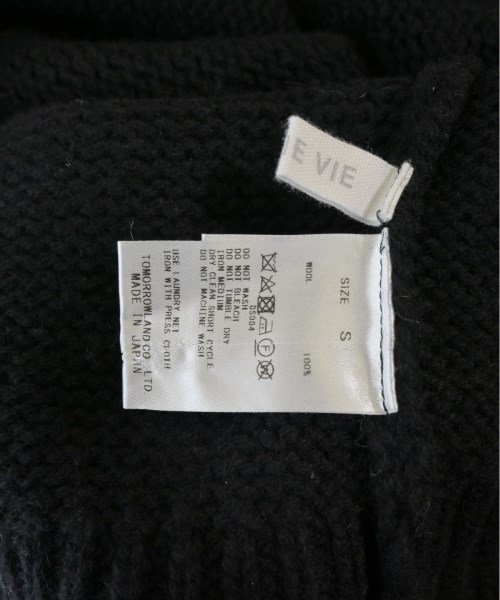 E VIE
SIZE S
WOOL 100%
DS004
DO NOT WASH
DO NOT BLEACH
DO NOT TUMBLE DRY
IRON MEDIUM
DRY CLEAN SHORT CYCLE
DO NOT MACHINE WASH
USE LAUNDRY NET
IRON WITH PRESS CLOTH
TOMORROWLAND CO., LTD.
MADE IN JAPAN